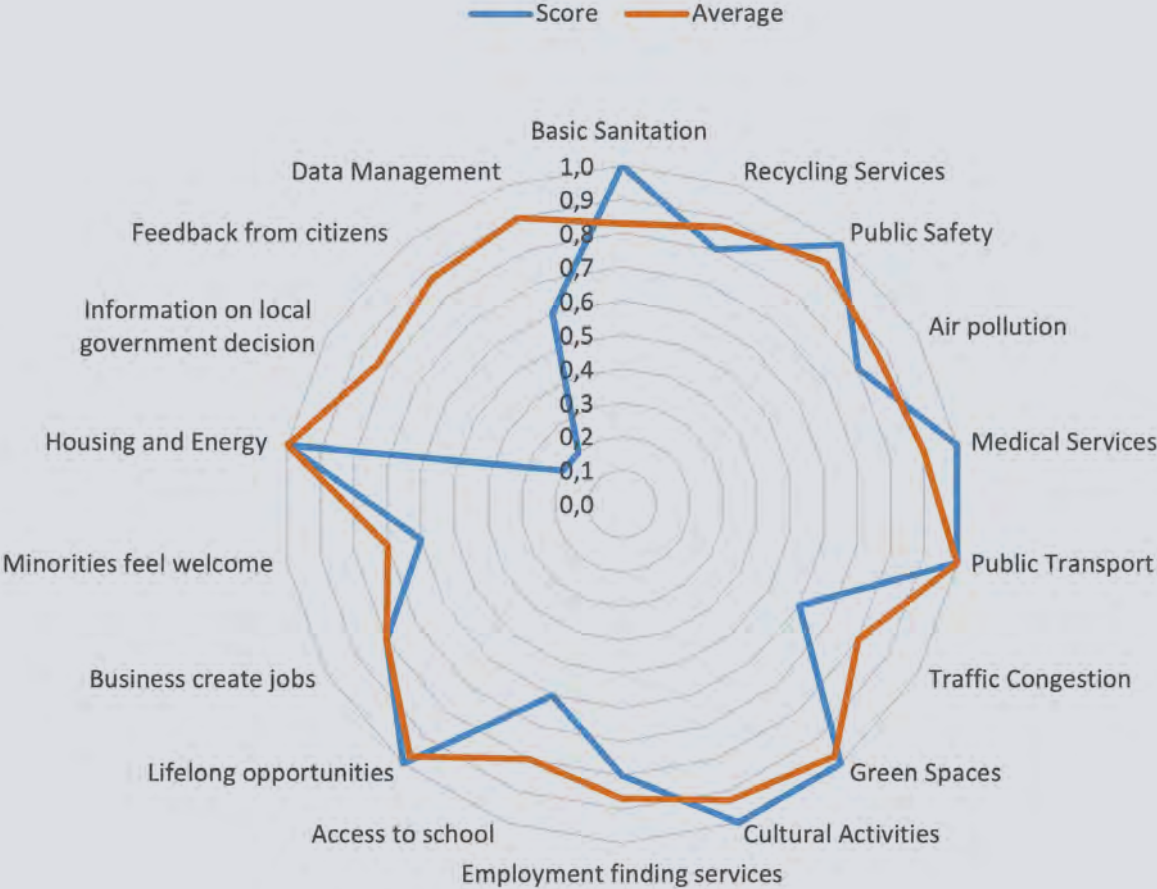 Score Average
Basic Sanitation
Data Management
1,0
Recycling Services
0,9
Feedback from citizens
0,8
Public Safety
0,7
Information on local
government decision
0,6
Air pollution
0,5
0,4
0,3
Housing and Energy
0,2
Medical Services
0,1
0,0
Minorities feel welcome
Public Transport
Business create jobs
Traffic Congestion
Lifelong opportunities
Green Spaces
Access to school
Cultural Activities
Employment finding services